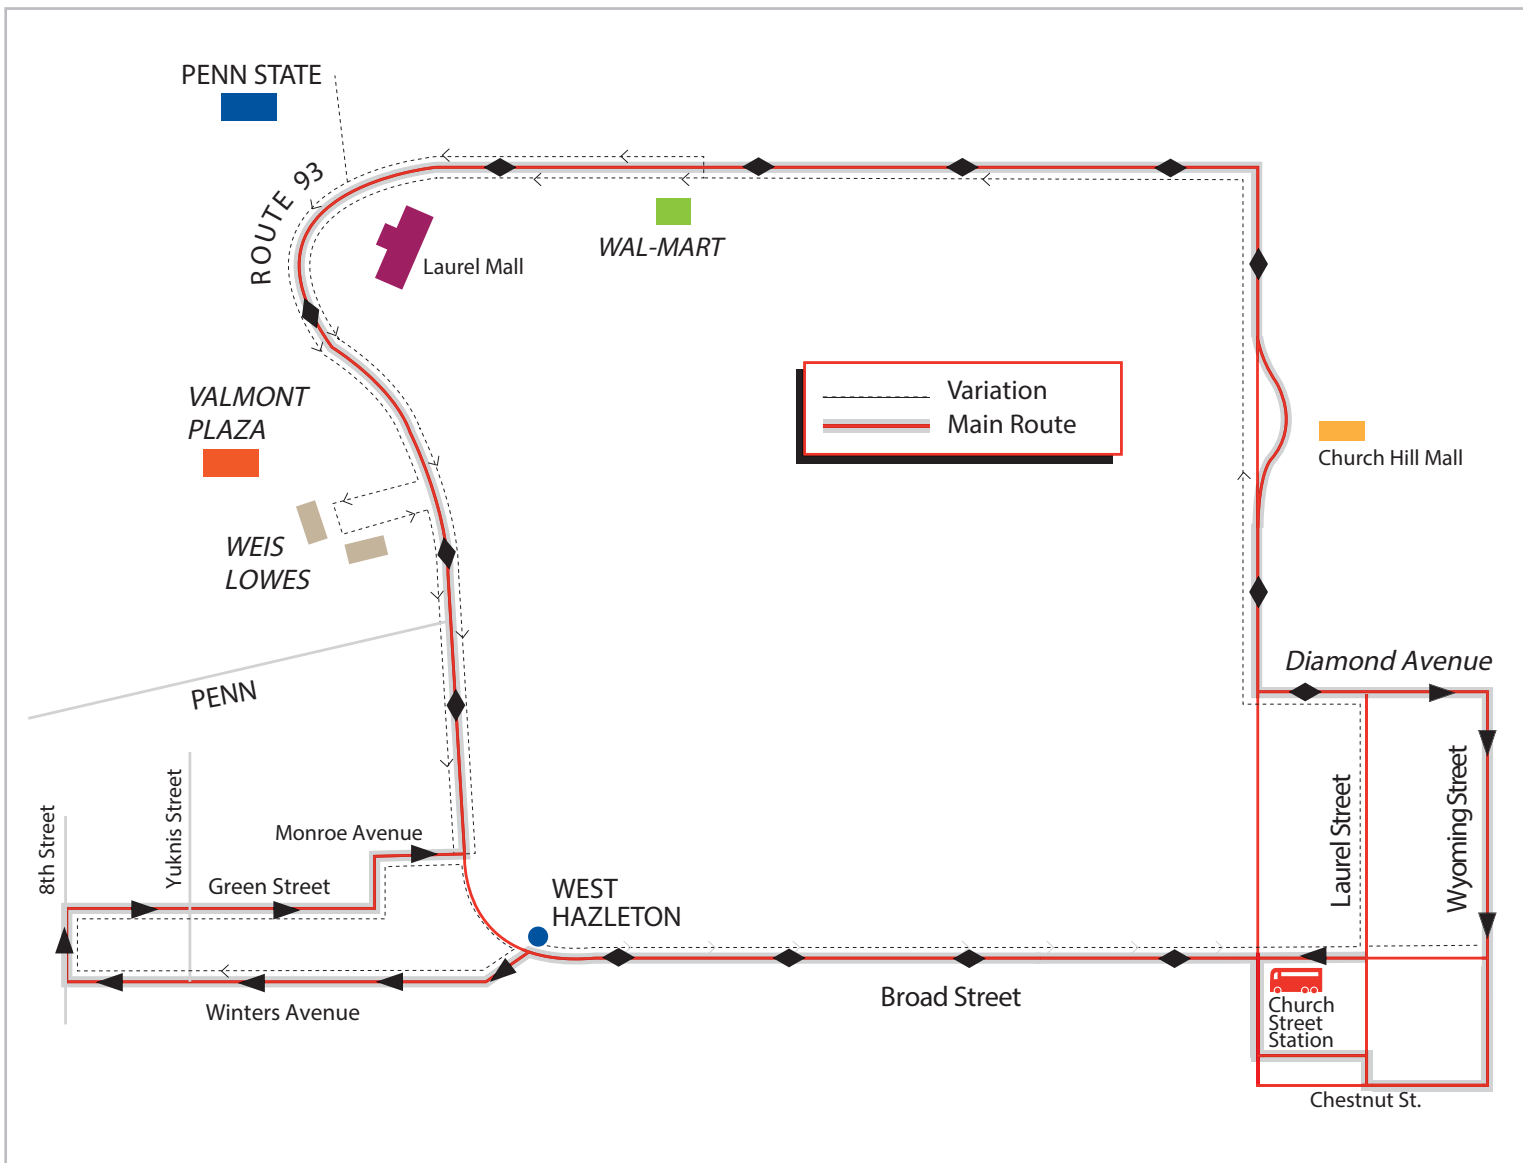 PENN STATE
ROUTE 93
Laurel Mall
WAL-MART
VALMONT
PLAZA
Variation
Main Route
Church Hill Mall
WEIS
LOWES
PENN
Diamond Avenue
8th Street
Yuknis Street
Monroe Avenue
Green Street
Laurel Street
Wyoming Street
WEST
HAZLETON
Winters Avenue
Broad Street
Church
Street
Station
Chestnut St.